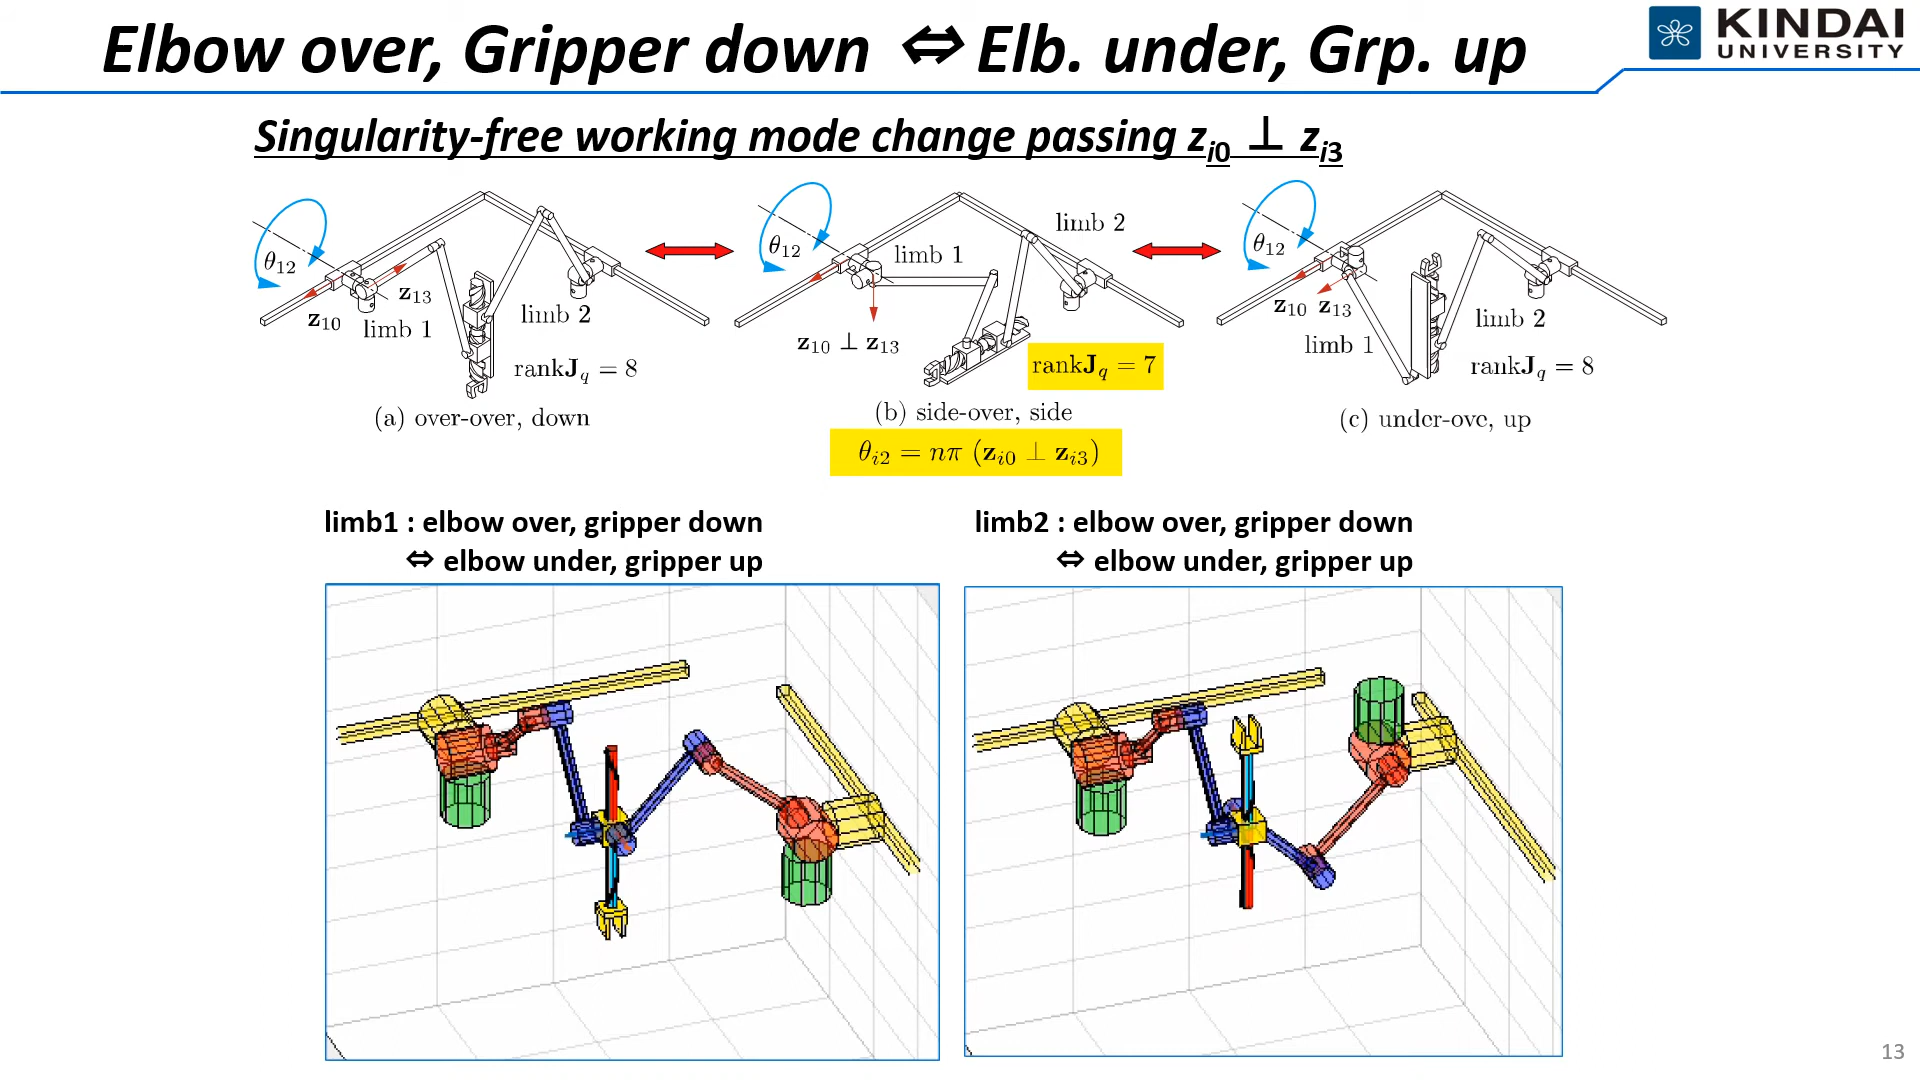 Elbow over, Gripper down ⇔ Elb. under, Grp. up
KINDAI
UNIVERSITY
Singularity-free working mode change passing zi0 ⊥ zi3
θ12
z13
z10
limb 1
limb 2
rankJq = 8
(a) over-over, down
θ12
limb 1
limb 2
z10 ⊥ z13
rankJq = 7
(b) side-over, side
θi2 = nπ (zi0 ⊥ zi3)
θ12
z10 z13
limb 1
limb 2
rankJq = 8
(c) under-ove, up
limb1 : elbow over, gripper down
⇔ elbow under, gripper up
limb2 : elbow over, gripper down
⇔ elbow under, gripper up
13